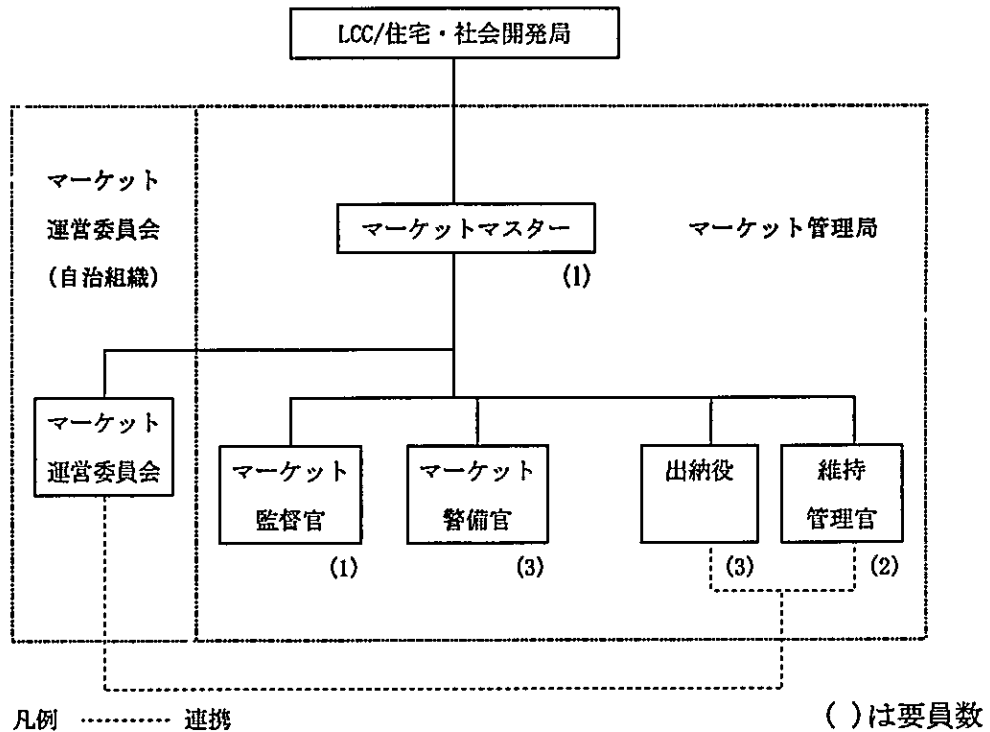 LCC/住宅・社会開発局
マーケット
運営委員会
(自治組織)
マーケットマスター
(1)
マーケット管理局
マーケット
運営委員会
マーケット
監督官
(1)
マーケット
警備官
(3)
出納役
(3)
維持
管理官
(2)
凡例 ………… 連携
( )は要員数